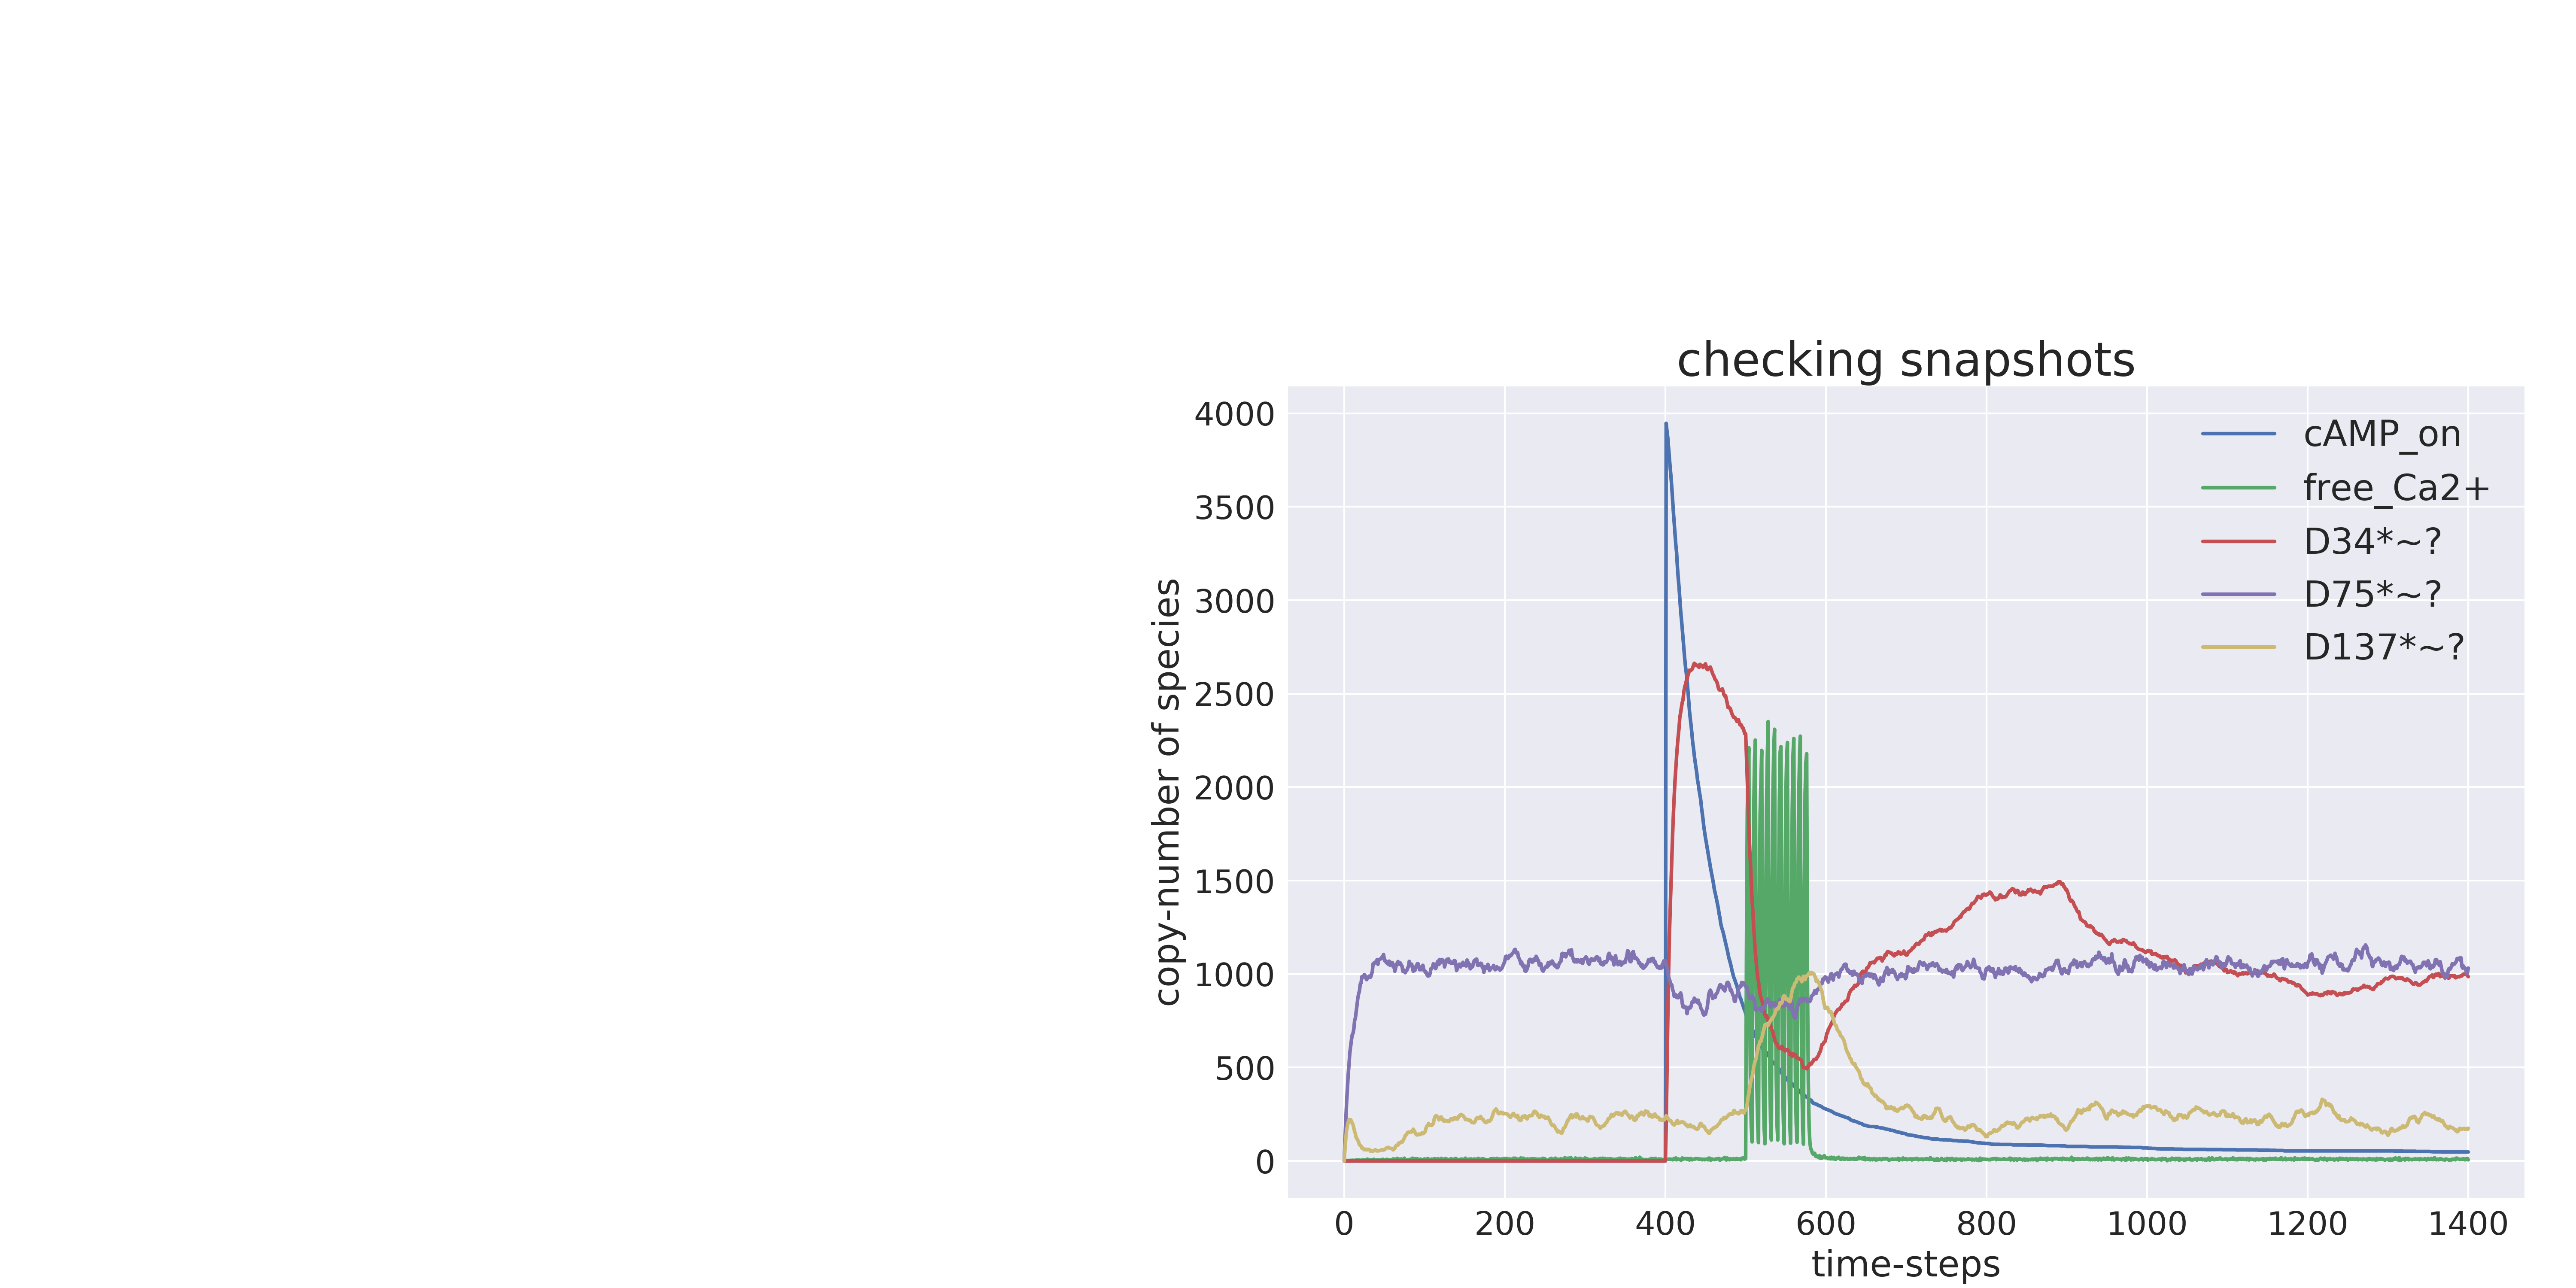 checking snapshots
4000
3500
3000
2500
2000
1500
1000
500
0
copy-number of species
cAMP_on
free_Ca2+
D34*~?
D75*~?
D137*~?
0 200 400 600 800 1000 1200 1400
time-steps